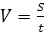 V = s/t